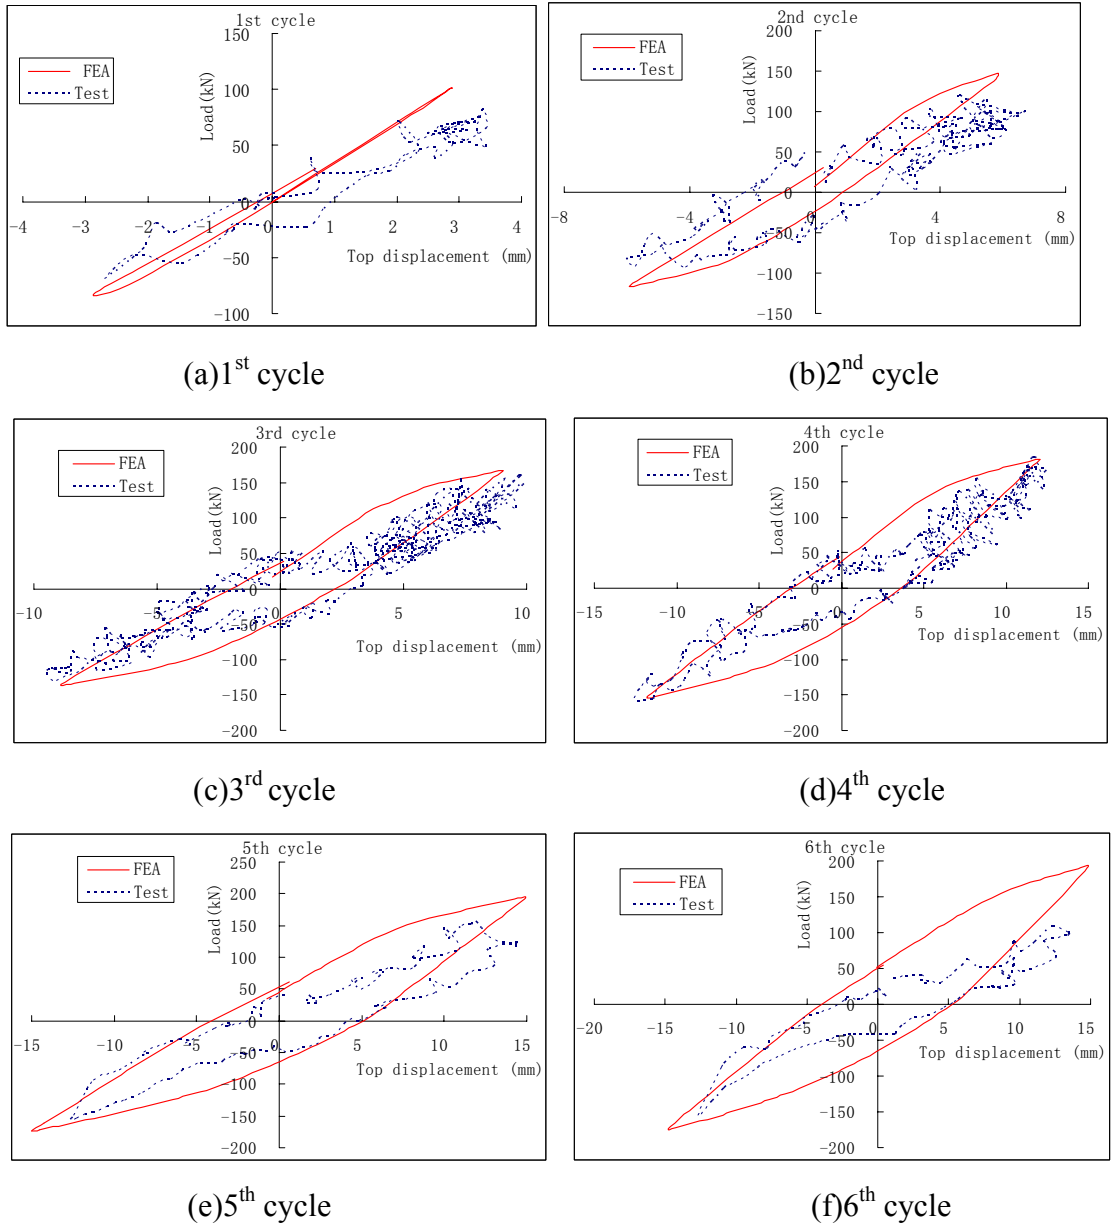 1st cycle
150
100
50
0
-50
-100
-4
-3
-2
-1
0
1
2
3
4
Load(kN)
Top displacement (mm)
FEA
Test
(a)1st cycle
2nd cycle
200
150
100
50
0
-50
-100
-150
-8
-4
0
4
8
Load(kN)
Top displacement (mm)
FEA
Test
(b)2nd cycle
3rd cycle
200
150
100
50
0
-50
-100
-150
-200
-10
-5
0
5
10
Load(kN)
Top displacement (mm)
FEA
Test
(c)3rd cycle
4th cycle
200
150
100
50
0
-50
-100
-150
-200
-15
-10
-5
0
5
10
15
Load(kN)
Top displacement (mm)
FEA
Test
(d)4th cycle
5th cycle
250
200
150
100
50
0
-50
-100
-150
-200
-15
-10
-5
0
5
10
15
Load(kN)
Top displacement (mm)
FEA
Test
(e)5th cycle
6th cycle
200
150
100
50
0
-50
-100
-150
-200
-20
-15
-10
-5
0
5
10
15
Load(kN)
Top displacement (mm)
FEA
Test
(f)6th cycle